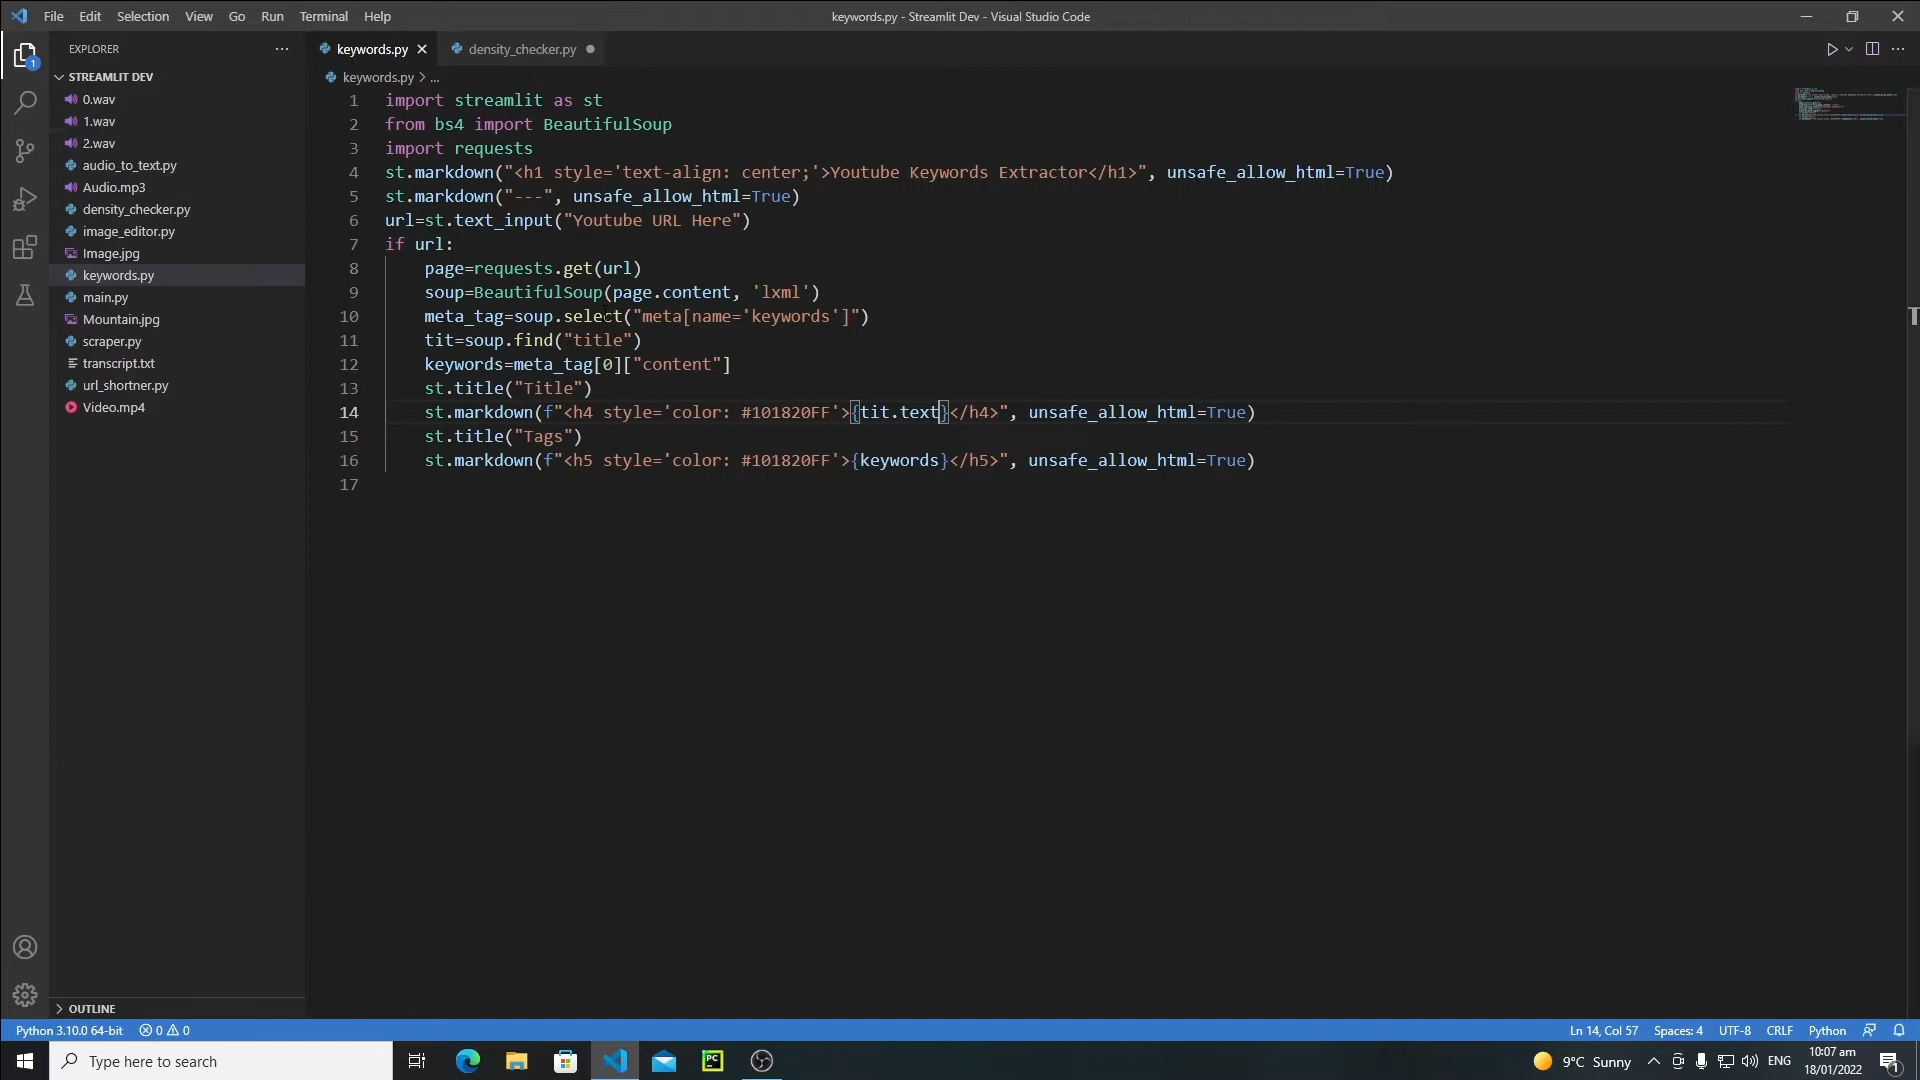 File Edit Selection View Go Run Terminal Help
keywords.py - Streamlit Dev - Visual Studio Code
EXPLORER
keywords.py
density_checker.py
1
STREAMLIT DEV
keywords.py > ...
0.wav
1.wav
2.wav
audio_to_text.py
Audio.mp3
density_checker.py
image_editor.py
Image.jpg
keywords.py
main.py
Mountain.jpg
scraper.py
transcript.txt
url_shortner.py
Video.mp4
1 import streamlit as st
2 from bs4 import BeautifulSoup
3 import requests
4 st.markdown("<h1 style='text-align: center;'>Youtube Keywords Extractor</h1>", unsafe_allow_html=True)
5 st.markdown("---", unsafe_allow_html=True)
6 url=st.text_input("Youtube URL Here")
7 if url:
8 page=requests.get(url)
9 soup=BeautifulSoup(page.content, 'lxml')
10 meta_tag=soup.select("meta[name='keywords']")
11 tit=soup.find("title")
12 keywords=meta_tag[0]["content"]
13 st.title("Title")
14 st.markdown(f"<h4 style='color: #101820FF'>{tit.text}</h4>", unsafe_allow_html=True)
15 st.title("Tags")
16 st.markdown(f"<h5 style='color: #101820FF'>{keywords}</h5>", unsafe_allow_html=True)
17
OUTLINE
Python 3.10.0 64-bit 0 0
Ln 14, Col 57 Spaces: 4 UTF-8 CRLF Python
Type here to search
PC
9°C Sunny
ENG
10:07 am
18/01/2022
1